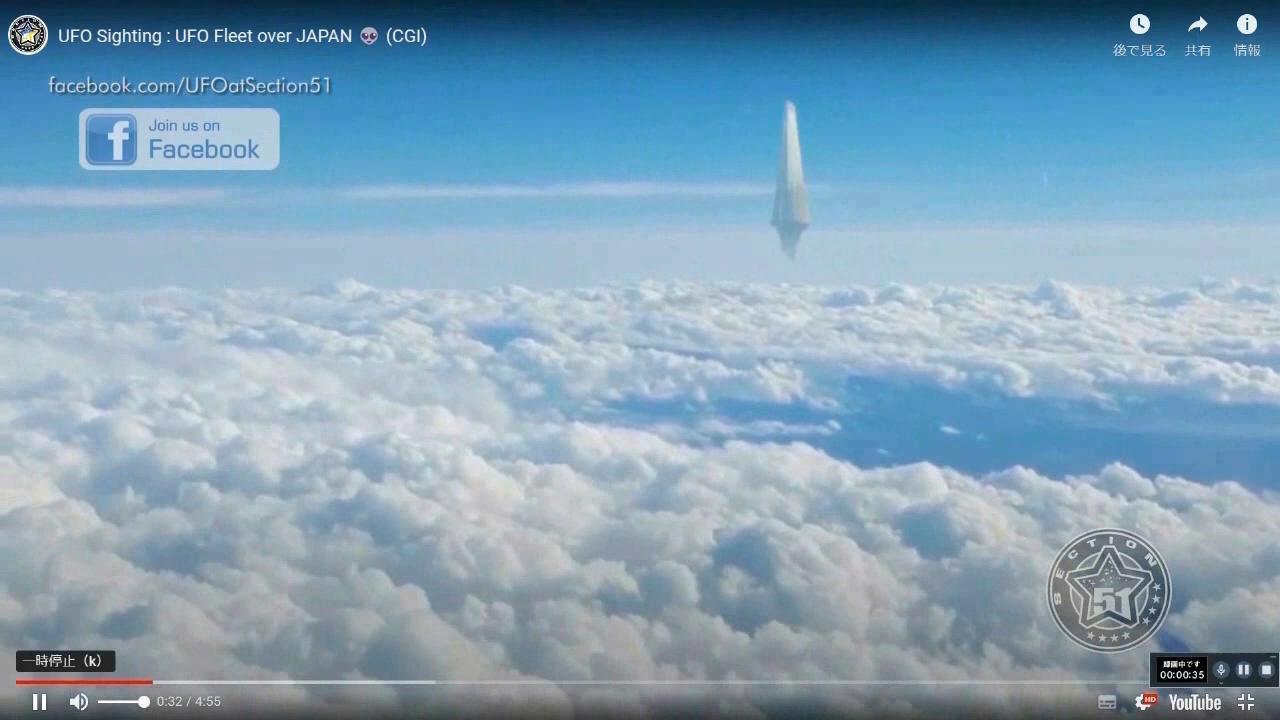 UFO Sighting : UFO Fleet over JAPAN 👽 (CGI)
後で見る
共有
情報
facebook.com/UFOatSection51
f
Join us on
Facebook
SECTION
51
一時停止 (k)
録画中です
00:00:35
0:32 / 4:55
HD
YouTube